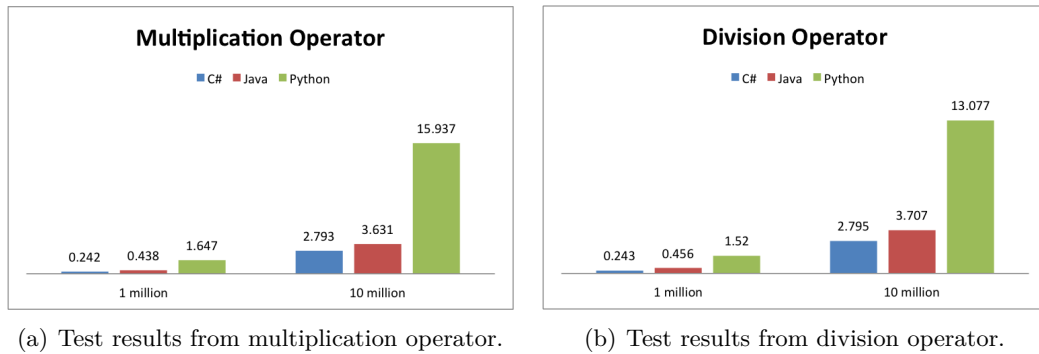 Multiplication Operator
C# Java Python
15.937
0.242 0.438 1.647 2.793 3.631
1 million 10 million
(a) Test results from multiplication operator.
Division Operator
C# Java Python
13.077
0.243 0.456 1.52 2.795 3.707
1 million 10 million
(b) Test results from division operator.